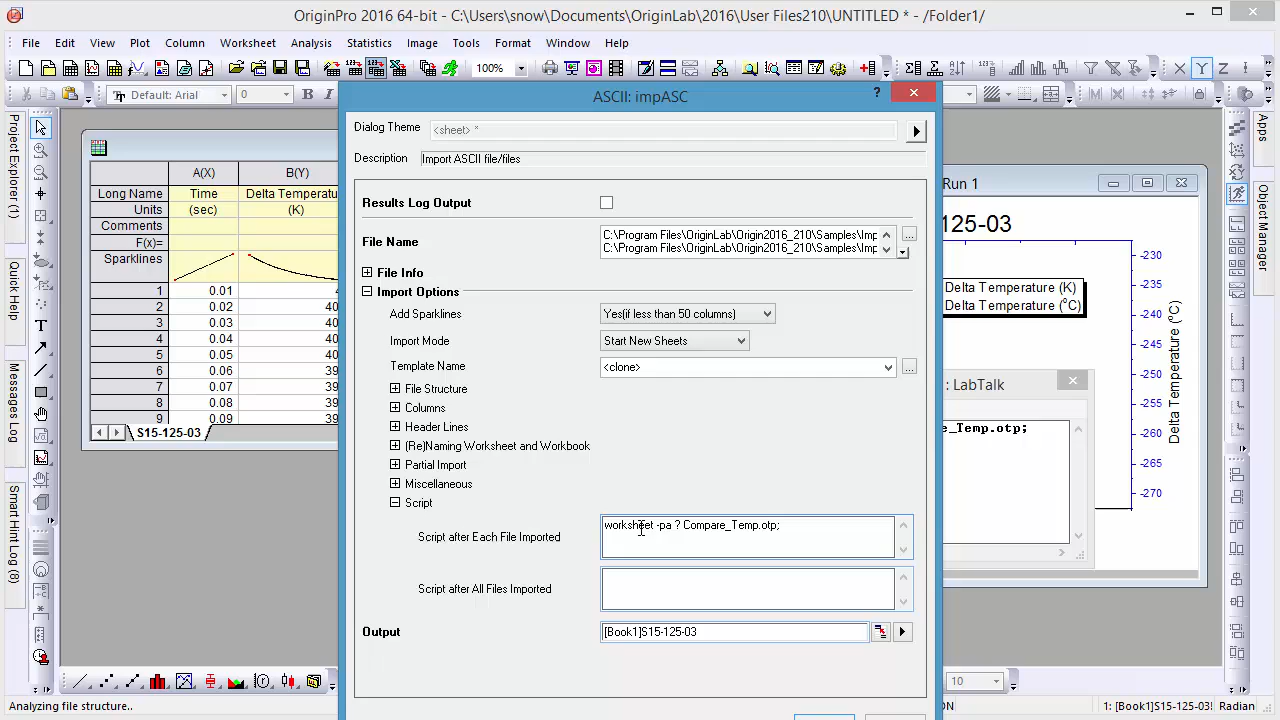 OriginPro 2016 64-bit - C:\Users\snow\Documents\OriginLab\2016\User Files210\UNTITLED * - /Folder1/
File Edit View Plot Column Worksheet Analysis Statistics Image Tools Format Window Help
100%
Default: Arial 0 B I
Project Explorer (1)
Quick Help
Messages Log
Smart Hint Log (8)
Apps
Object Manager
A(X) B(Y)
Long Name Time Delta Temperature
Units (sec) (K)
Comments
F(x)=
Sparklines
1 0.01 4
2 0.02 40
3 0.03 40
4 0.04 40
5 0.05 40
6 0.06 39
7 0.07 39
8 0.08 39
9 0.09 39
S15-125-03
ASCII: impASC
?
Dialog Theme <sheet> *
Description Import ASCII file/files
Results Log Output
File Name C:\Program Files\OriginLab\Origin2016_210\Samples\Imp
C:\Program Files\OriginLab\Origin2016_210\Samples\Imp
...
File Info
Import Options
Add Sparklines Yes(if less than 50 columns)
Import Mode Start New Sheets
Template Name <clone> ...
File Structure
Columns
Header Lines
(Re)Naming Worksheet and Workbook
Partial Import
Miscellaneous
Script
Script after Each File Imported worksheet -pa ? Compare_Temp.otp;
Script after All Files Imported
Output [Book1]S15-125-03
Run 1
125-03
Delta Temperature (K)
Delta Temperature (°C)
-230
-235
-240
-245
-250
-255
-260
-265
-270
Delta Temperature (°C)
: LabTalk
e_Temp.otp;
10
Analyzing file structure..
ON 1: [Book1]S15-125-03! Radian